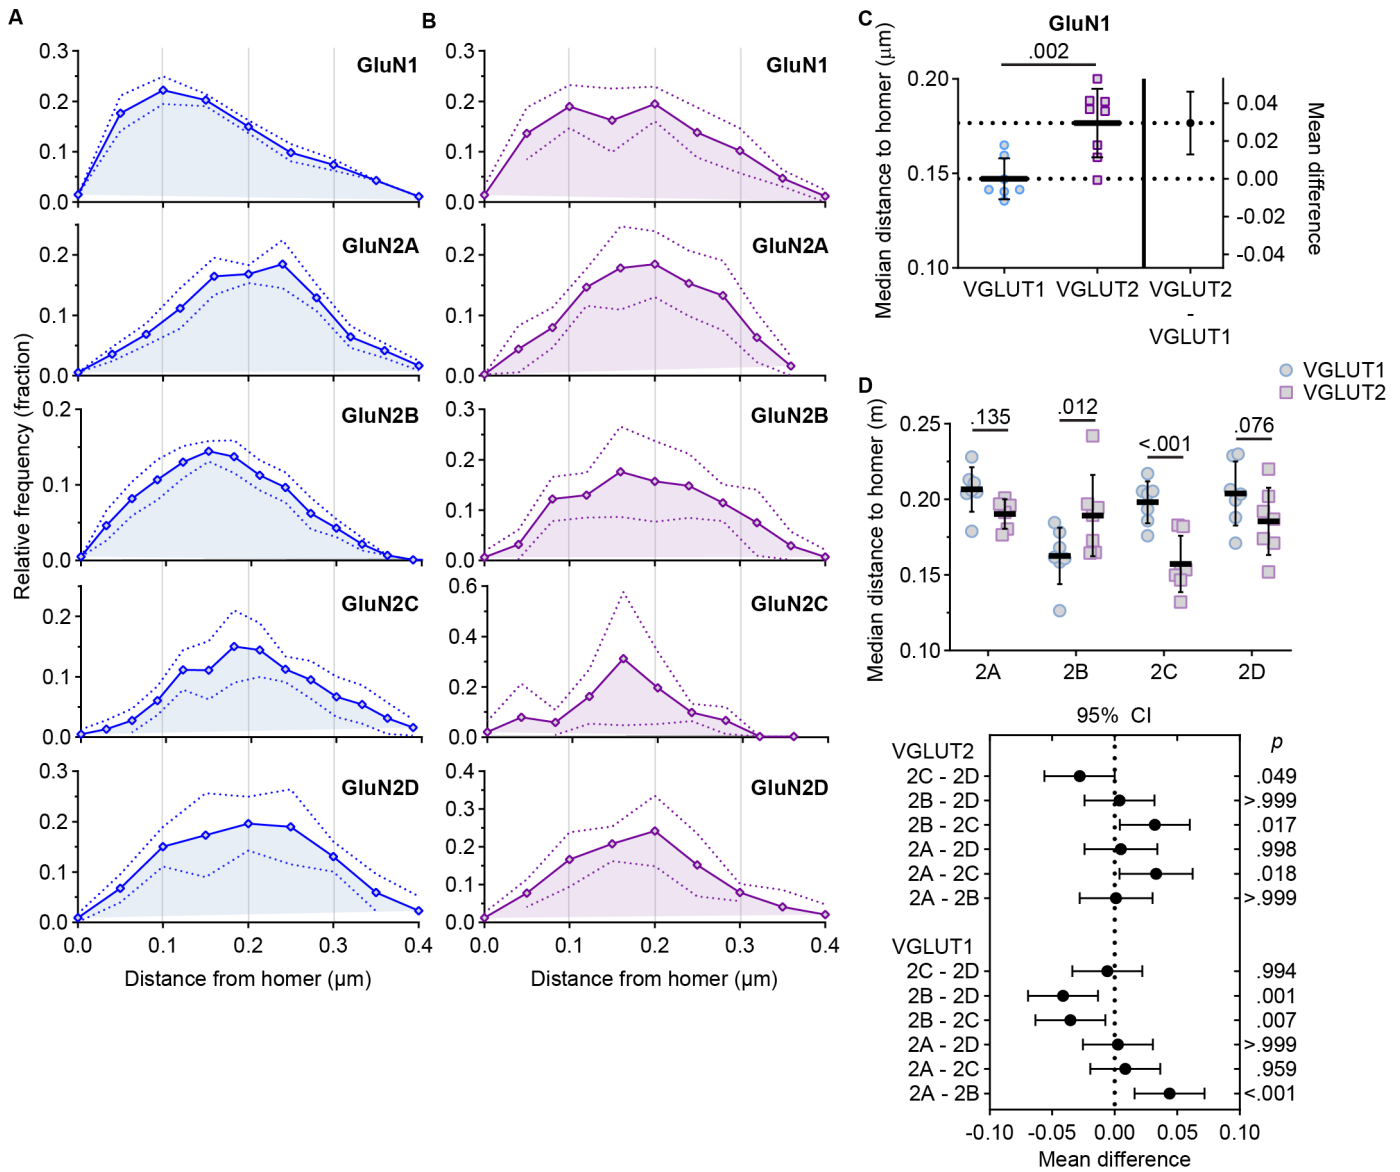 A
B
C
GluN1
0.3
0.2
0.1
0.0
GluN1
0.3
0.2
0.1
0.0
GluN1
Median distance to homer (µm)
0.20
0.15
0.10
.002
0.04
0.02
0.00
-0.02
-0.04
Mean difference
VGLUT1
VGLUT2
VGLUT2
-
VGLUT1
Relative frequency (fraction)
GluN2A
0.2
0.1
0.0
GluN2A
0.2
0.1
0.0
GluN2B
0.2
0.1
0.0
GluN2B
0.3
0.2
0.1
0.0
GluN2C
0.2
0.1
0.0
GluN2C
0.6
0.4
0.2
0.0
GluN2D
0.3
0.2
0.1
0.0
0.0 0.1 0.2 0.3 0.4
Distance from homer (µm)
GluN2D
0.4
0.3
0.2
0.1
0.0
0.0 0.1 0.2 0.3 0.4
Distance from homer (µm)
D
VGLUT1
VGLUT2
Median distance to homer (m)
0.25
0.20
0.15
0.10
.135
.012
<.001
.076
2A 2B 2C 2D
95% CI
p
VGLUT2
2C - 2D .049
2B - 2D >.999
2B - 2C .017
2A - 2D .998
2A - 2C .018
2A - 2B >.999
VGLUT1
2C - 2D .994
2B - 2D .001
2B - 2C .007
2A - 2D >.999
2A - 2C .959
2A - 2B <.001
-0.10 -0.05 0.00 0.05 0.10
Mean difference